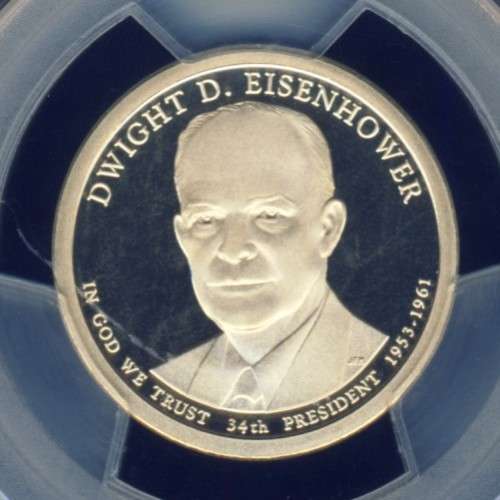 DWIGHT D. EISENHOWER
IN GOD WE TRUST 34th PRESIDENT 1953-1961